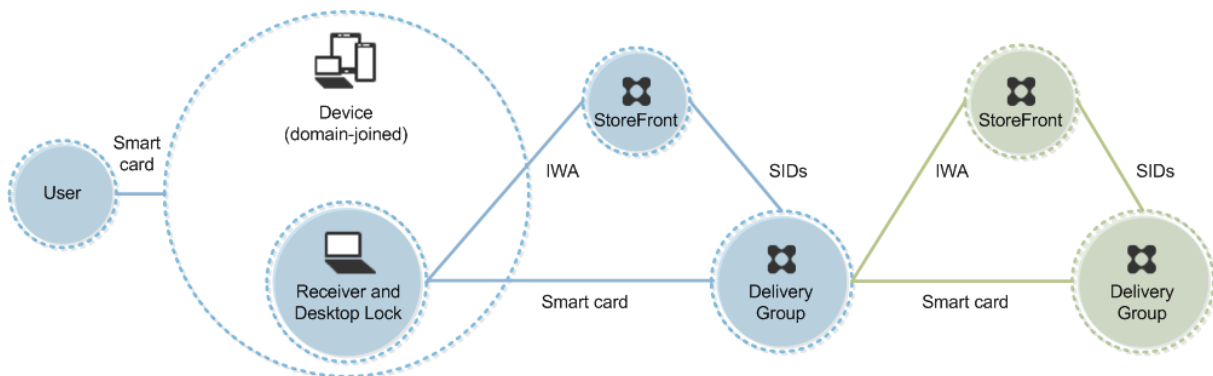 User
Smart
card
Device
(domain-joined)
Receiver and
Desktop Lock
IWA
StoreFront
SIDs
Smart card
Delivery
Group
IWA
StoreFront
SIDs
Smart card
Delivery
Group